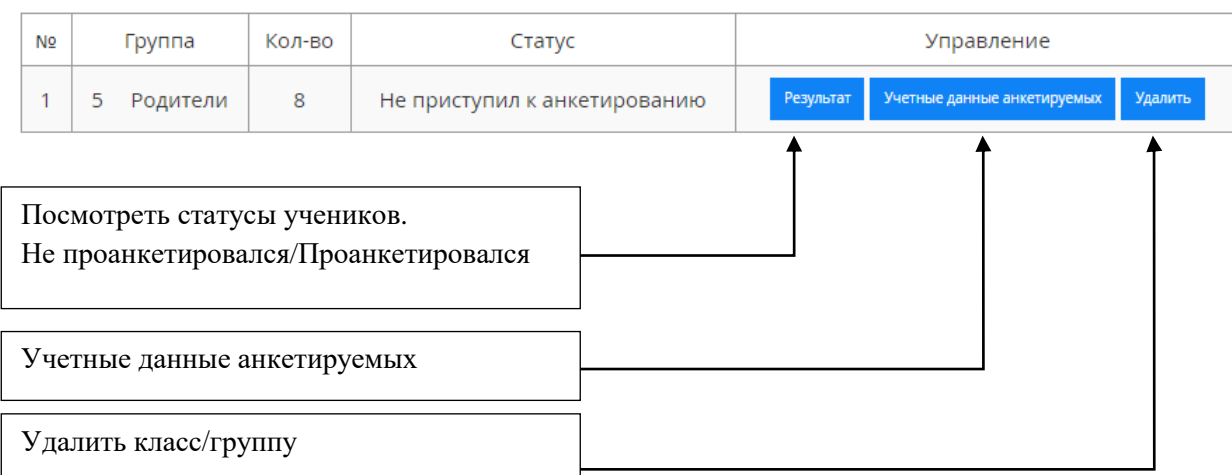 № Группа Кол-во Статус Управление
1 5 Родители 8 Не приступил к анкетированию Результат Учетные данные анкетируемых Удалить
Посмотреть статусы учеников.
Не проанкетировался/Проанкетировался
Учетные данные анкетируемых
Удалить класс/группу